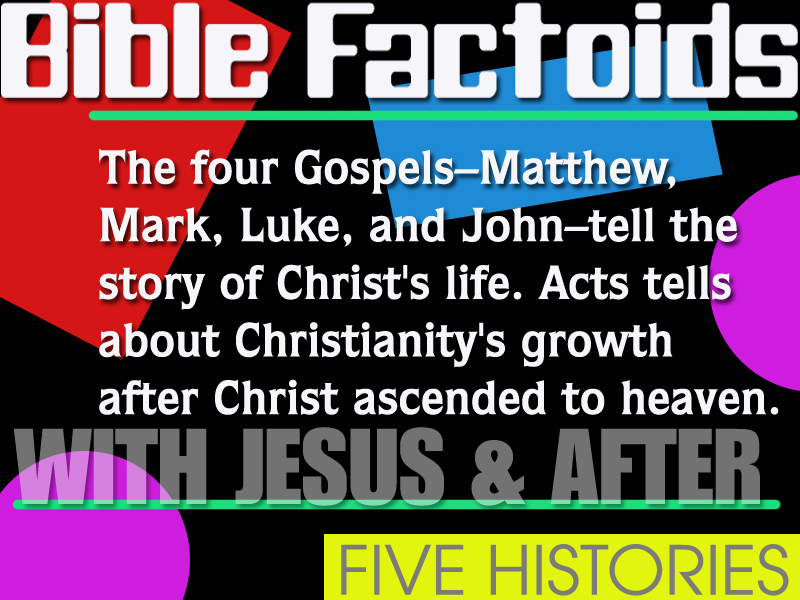 Bible Factoids
The four Gospels–Matthew,
Mark, Luke, and John–tell the
story of Christ's life. Acts tells
about Christianity's growth
after Christ ascended to heaven.
WITH JESUS & AFTER
FIVE HISTORIES